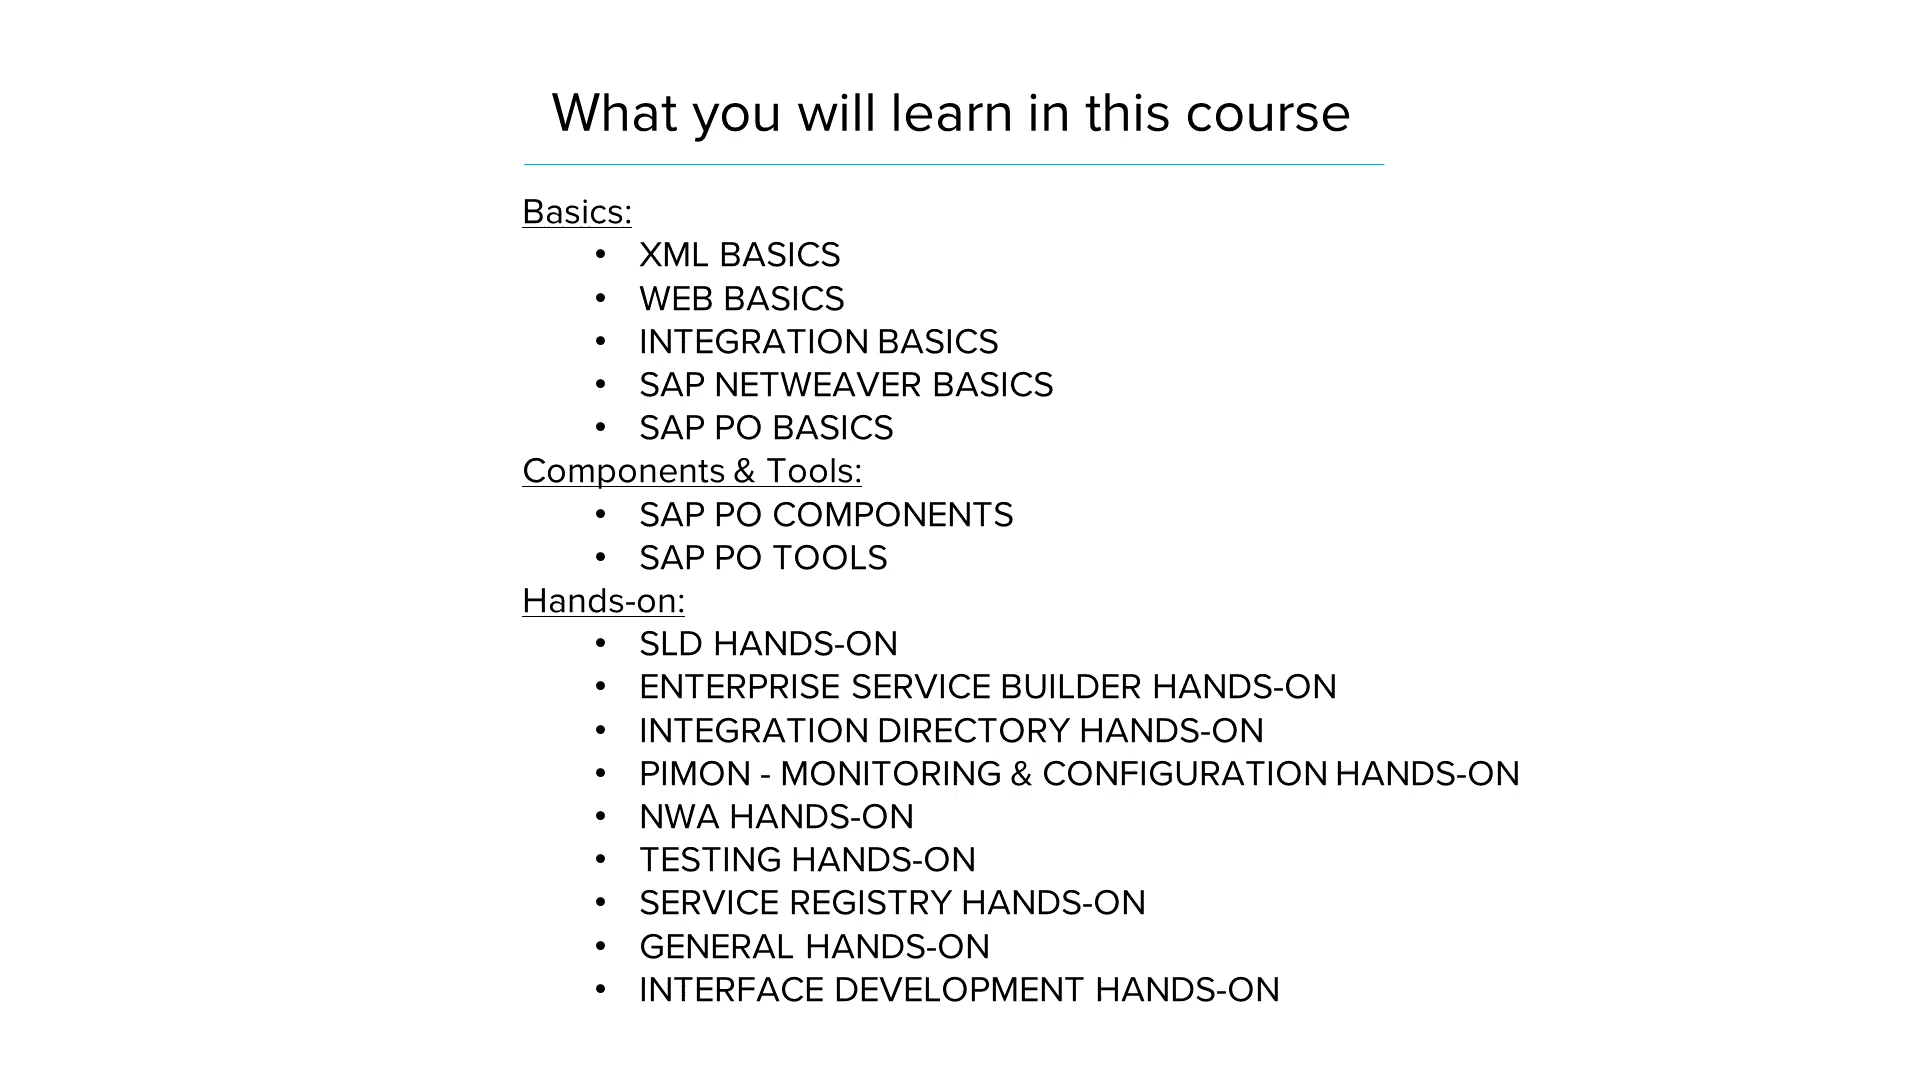 What you will learn in this course
Basics:
• XML BASICS
• WEB BASICS
• INTEGRATION BASICS
• SAP NETWEAVER BASICS
• SAP PO BASICS
Components & Tools:
• SAP PO COMPONENTS
• SAP PO TOOLS
Hands-on:
• SLD HANDS-ON
• ENTERPRISE SERVICE BUILDER HANDS-ON
• INTEGRATION DIRECTORY HANDS-ON
• PIMON - MONITORING & CONFIGURATION HANDS-ON
• NWA HANDS-ON
• TESTING HANDS-ON
• SERVICE REGISTRY HANDS-ON
• GENERAL HANDS-ON
• INTERFACE DEVELOPMENT HANDS-ON